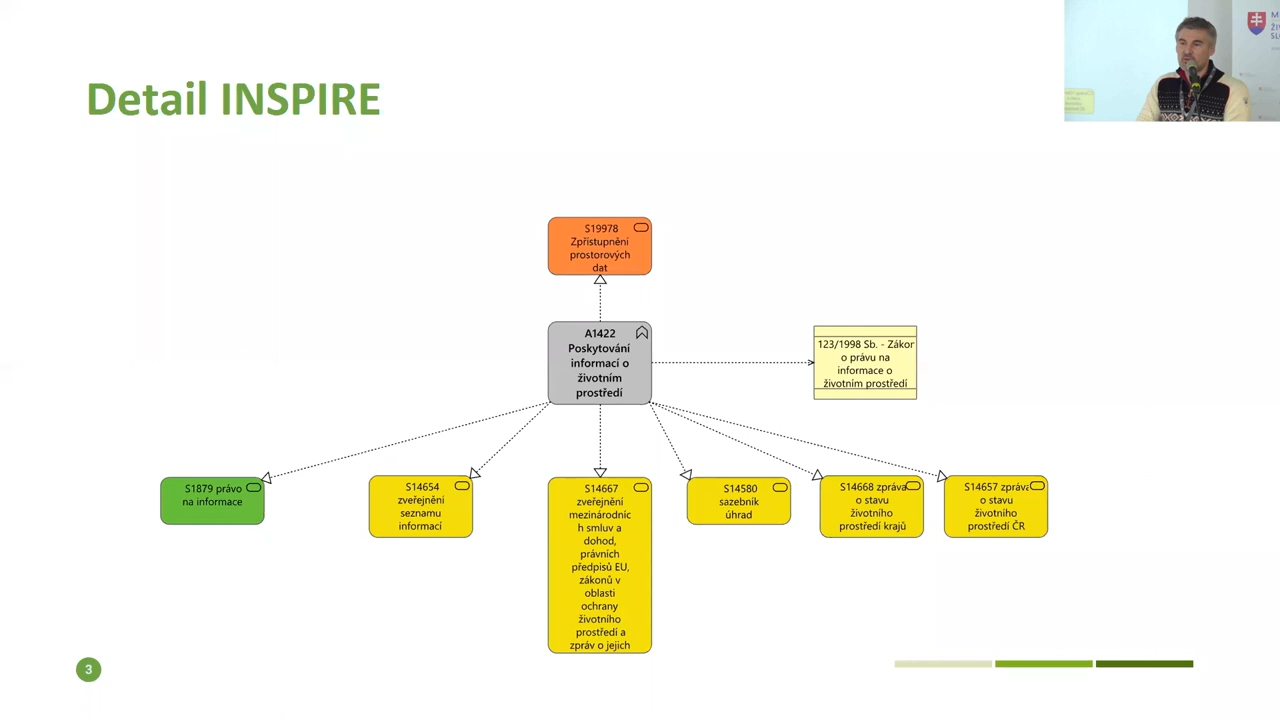 Detail INSPIRE
S19978
Zpřístupnění
prostorových
dat
A1422
Poskytování
informací o
životním
prostředí
123/1998 Sb. - Zákor
o právu na
informace o
životním prostředí
S1879 právo
na informace
S14654
zveřejnění
seznamu
informací
S14667
zveřejnění
mezinárodníc
h smluv a
dohod,
právních
předpisů EU,
zákonů v
oblasti
ochrany
životního
prostředí a
zpráv o jejich
S14580
sazebník
úhrad
S14668 zpráva
o stavu
životního
prostředí krajů
S14657 zpráva
o stavu
životního
prostředí ČR
3